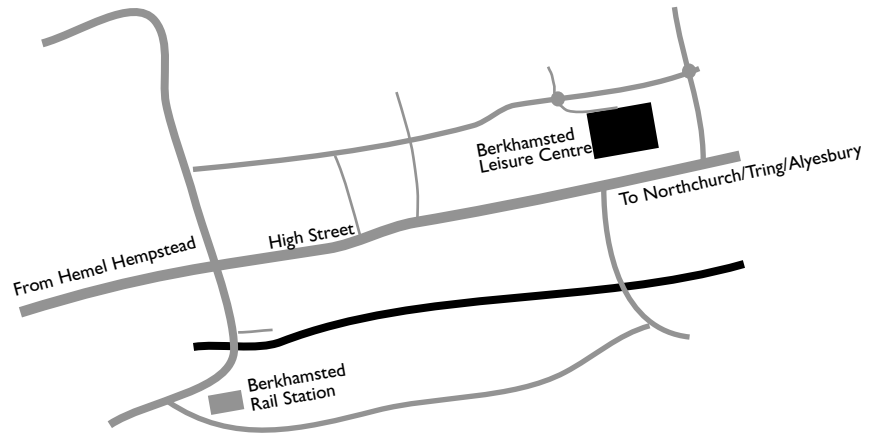 Berkhamsted
Leisure Centre
To Northchurch/Tring/Alyesbury
High Street
From Hemel Hempstead
Berkhamsted
Rail Station